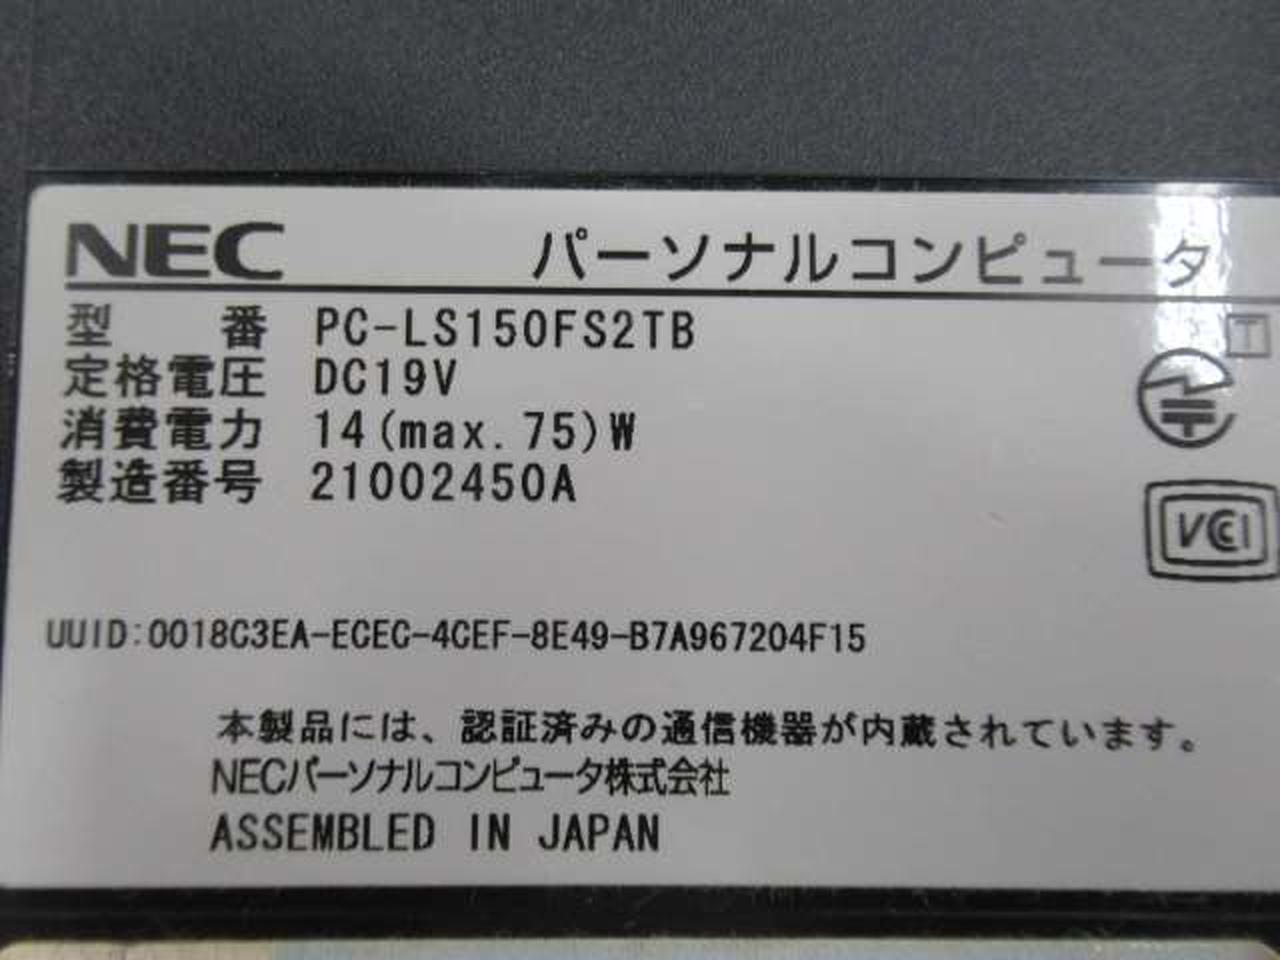 NEC パーソナルコンピュータ
型 番 PC-LS150FS2TB
T
定格電圧 DC19V
消費電力 14(max.75)W
製造番号 21002450A
VCCI
UUID:0018C3EA-ECEC-4CEF-8E49-B7A967204F15
本製品には、認証済みの通信機器が内蔵されています。
NECパーソナルコンピュータ株式会社
ASSEMBLED IN JAPAN